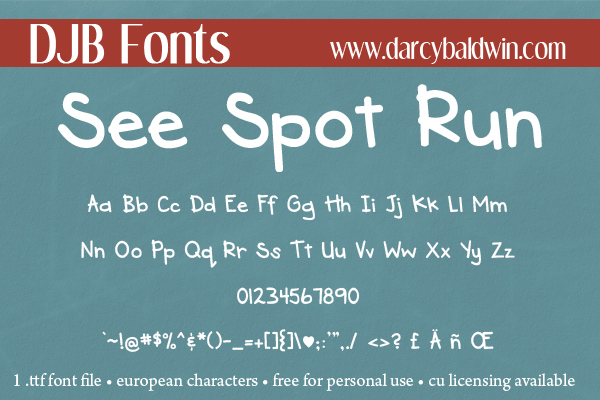 DJB Fonts www.darcybaldwin.com
See Spot Run
Aa Bb Cc Dd Ee Ff Gg Hh Ii Jj Kk Ll Mm
Nn Oo Pp Qq Rr Ss Tt Uu Vv Ww Xx Yy Zz
01234567890
`~!@#$%^&*()-_=+[]{]\♥;:'",./ <>? £ Ä ñ Œ
1 .ttf font file • european characters • free for personal use • cu licensing available